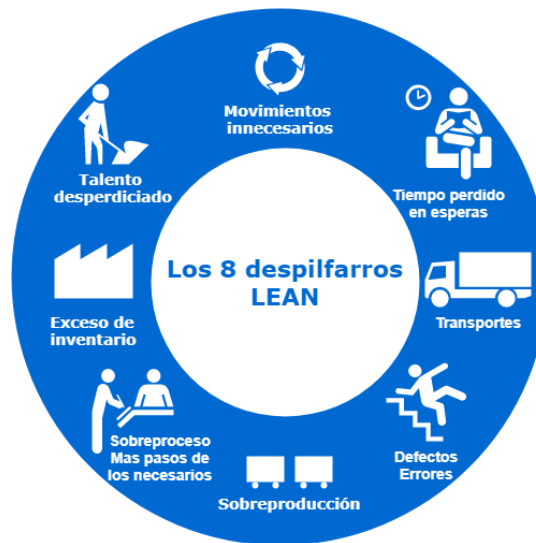 Movimientos
innecesarios
Tiempo perdido
en esperas
Transportes
Defectos
Errores
Sobreproducción
Sobreproceso
Mas pasos de
los necesarios
Exceso de
inventario
Talento
desperdiciado
Los 8 despilfarros
LEAN